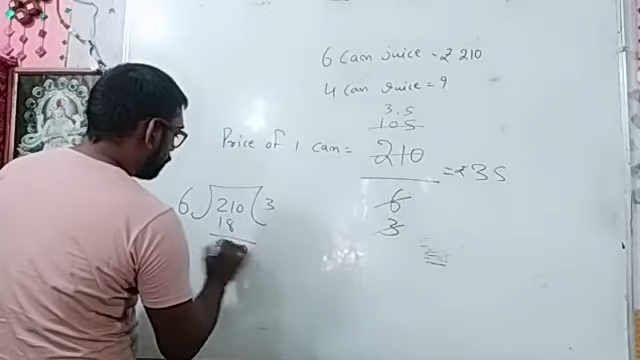 6 Can juice = ₹ 210
4 Can juice = ?
3.5
105
Price of 1 can = 210 = ₹35
6
3
6)210(3
18